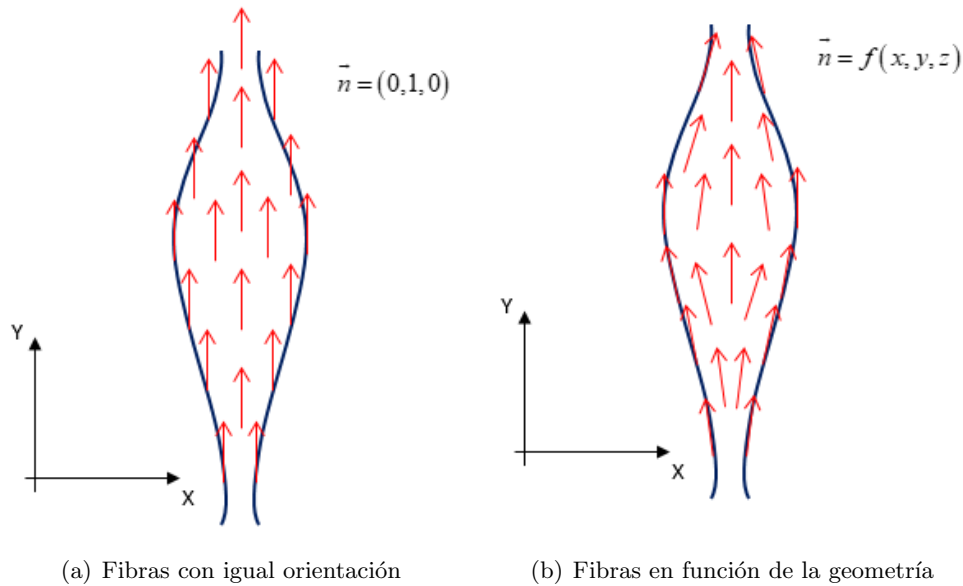 n⃗ = (0,1,0)
n⃗ = f(x, y, z)
Y
X
Y
X
(a) Fibras con igual orientación
(b) Fibras en función de la geometría